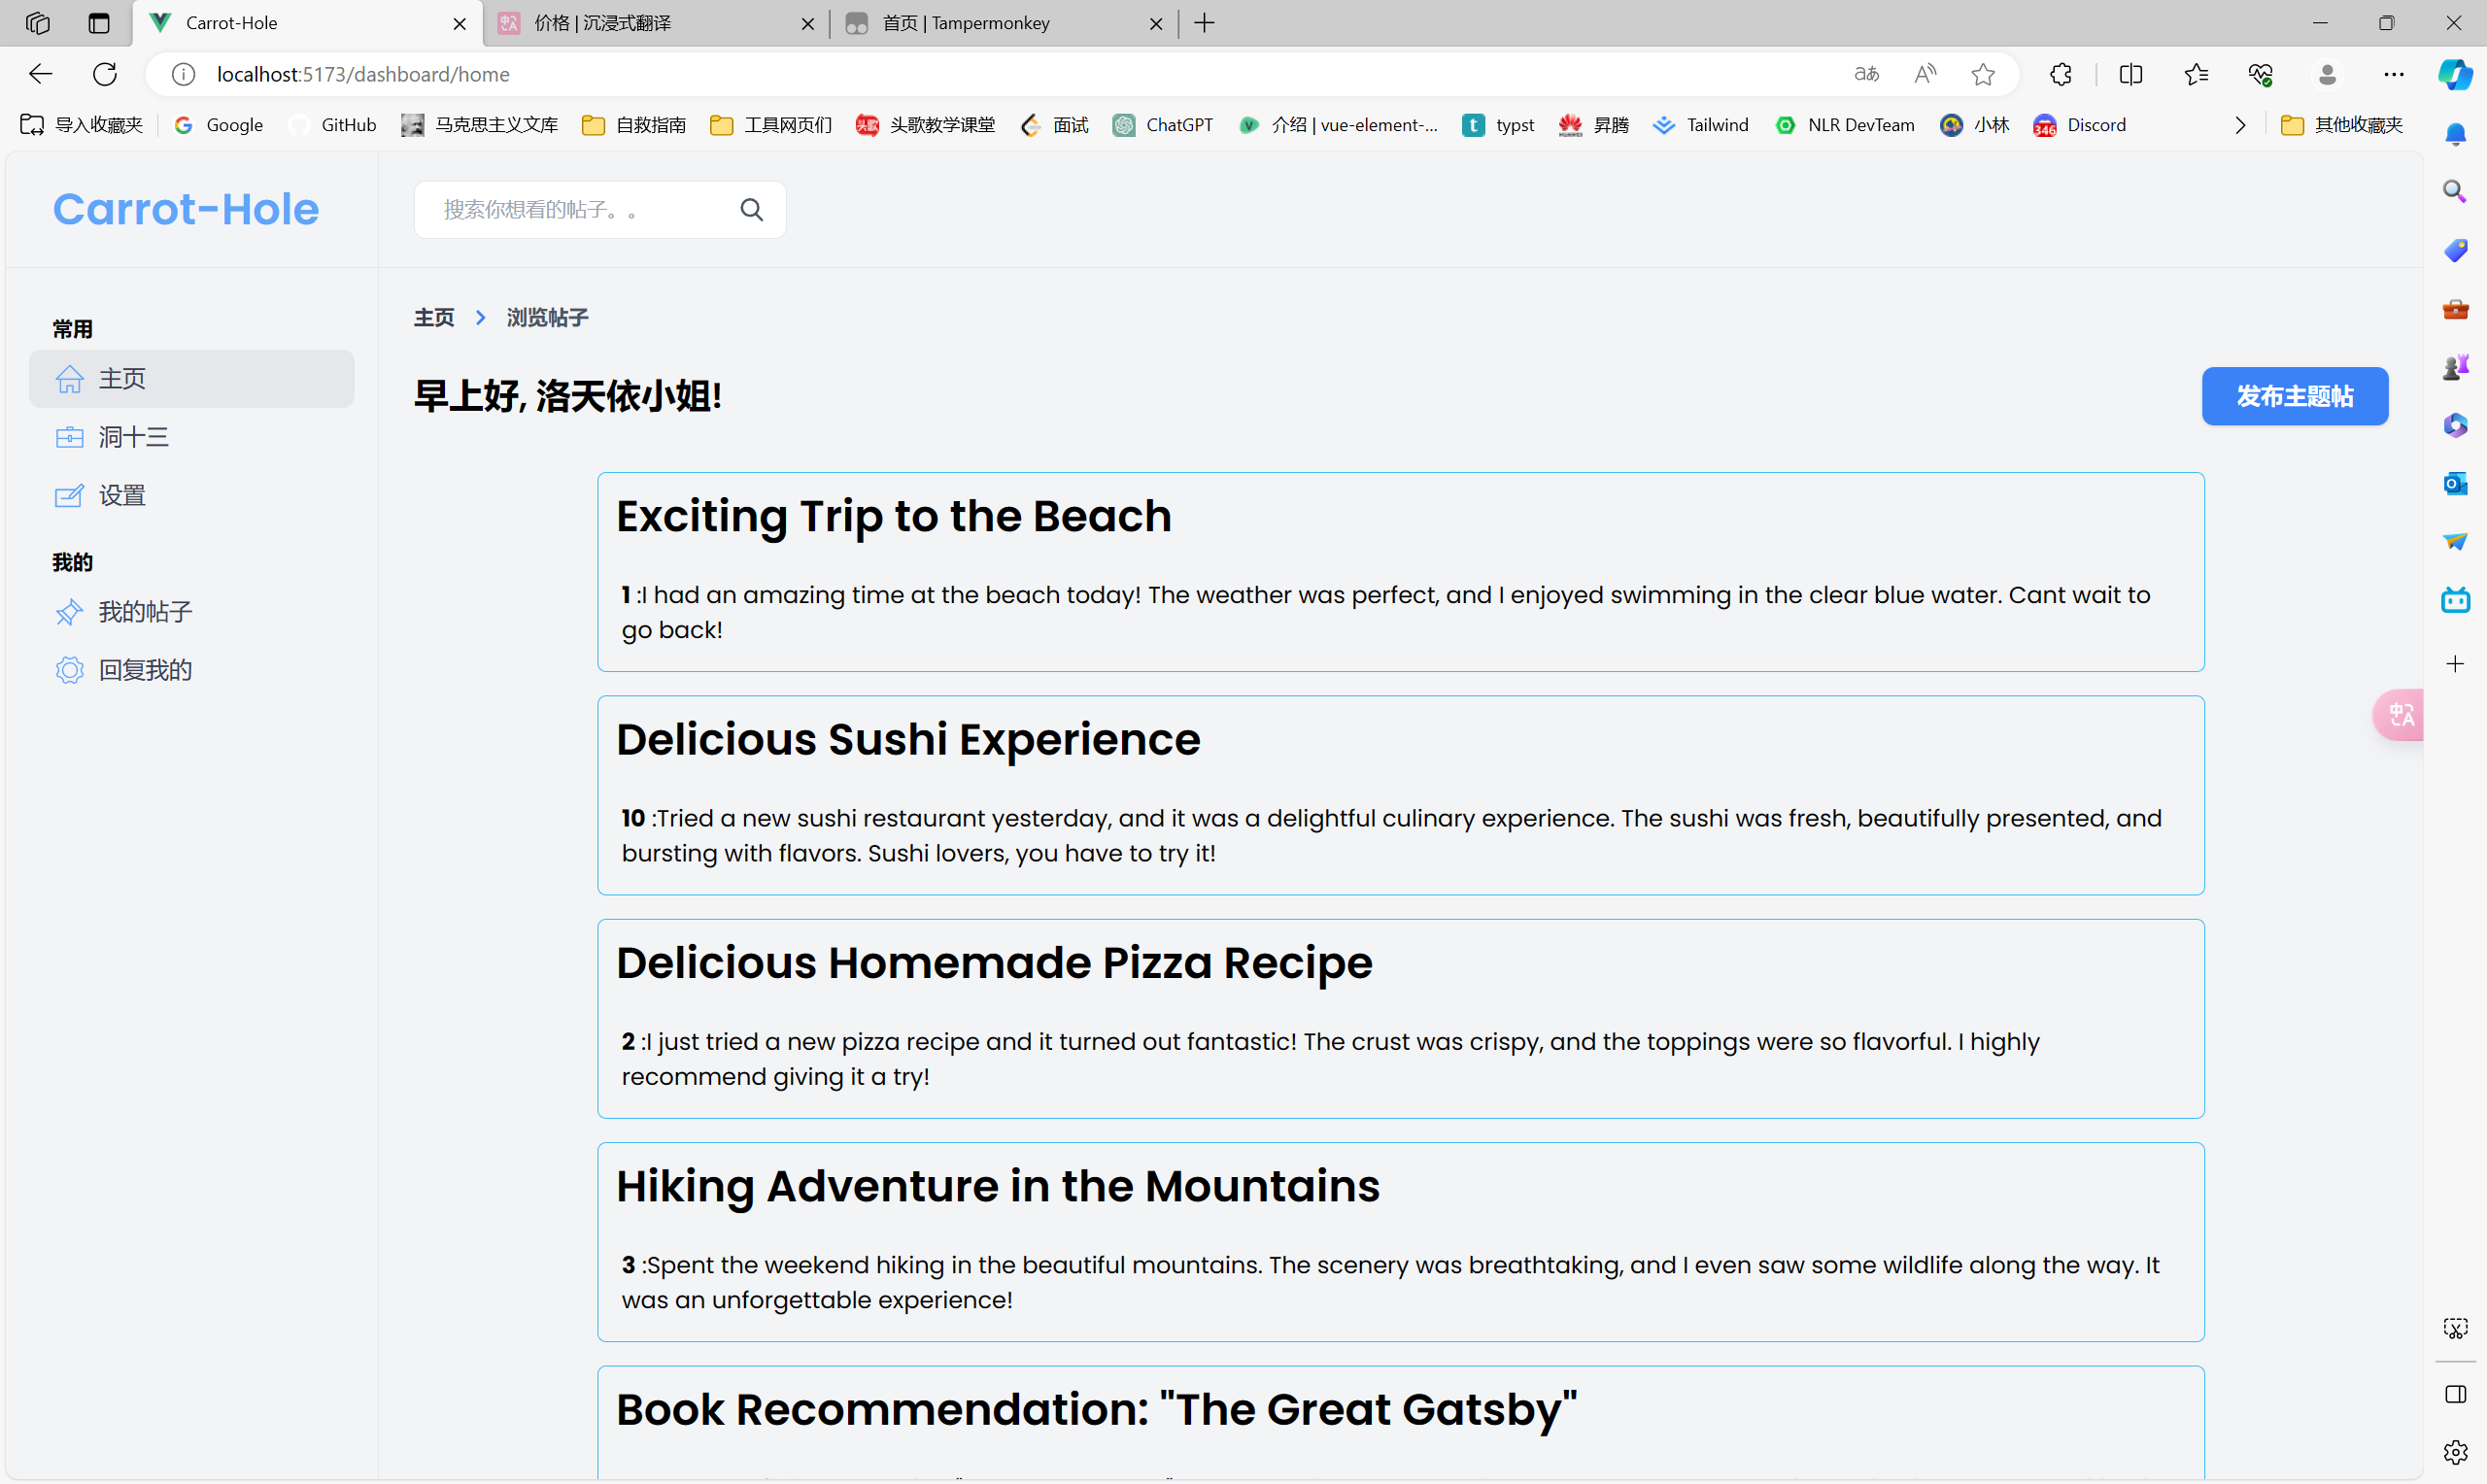 Carrot-Hole
价格 | 沉浸式翻译
首页 | Tampermonkey
localhost:5173/dashboard/home
导入收藏夹
Google
GitHub
马克思主义文库
自救指南
工具网页们
头歌教学课堂
面试
ChatGPT
介绍 | vue-element-...
typst
昇腾
Tailwind
NLR DevTeam
小林
Discord
其他收藏夹
Carrot-Hole
搜索你想看的帖子。。
常用
主页
洞十三
设置
我的
我的帖子
回复我的
主页 > 浏览帖子
早上好, 洛天依小姐!
发布主题帖
Exciting Trip to the Beach
1 :I had an amazing time at the beach today! The weather was perfect, and I enjoyed swimming in the clear blue water. Cant wait to
go back!
Delicious Sushi Experience
10 :Tried a new sushi restaurant yesterday, and it was a delightful culinary experience. The sushi was fresh, beautifully presented, and
bursting with flavors. Sushi lovers, you have to try it!
Delicious Homemade Pizza Recipe
2 :I just tried a new pizza recipe and it turned out fantastic! The crust was crispy, and the toppings were so flavorful. I highly
recommend giving it a try!
Hiking Adventure in the Mountains
3 :Spent the weekend hiking in the beautiful mountains. The scenery was breathtaking, and I even saw some wildlife along the way. It
was an unforgettable experience!
Book Recommendation: "The Great Gatsby"